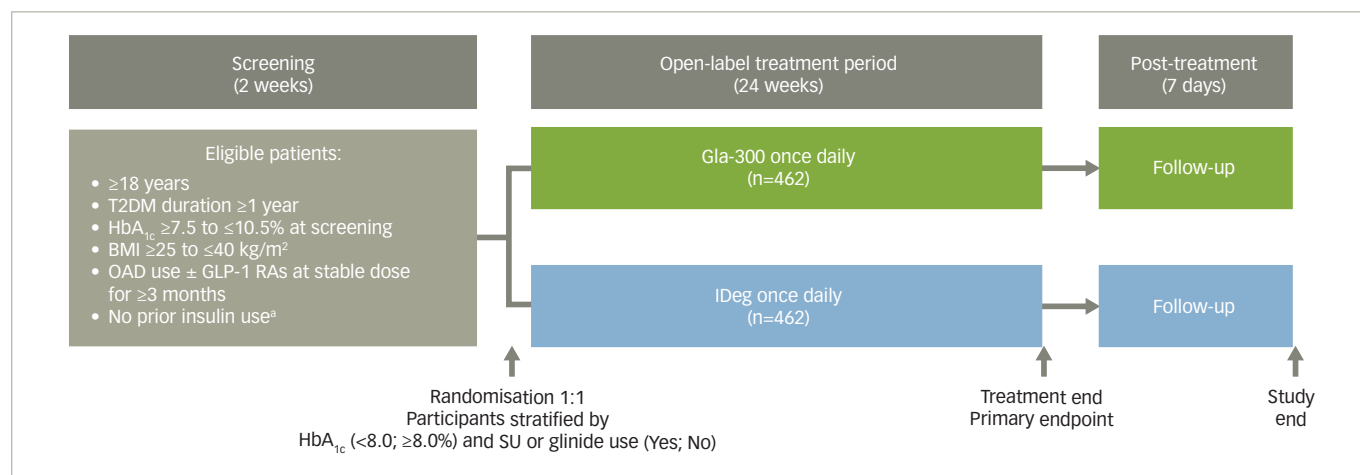 Screening
(2 weeks)
Open-label treatment period
(24 weeks)
Post-treatment
(7 days)
Eligible patients:
• ≥18 years
• T2DM duration ≥1 year
• HbA1c ≥7.5 to ≤10.5% at screening
• BMI ≥25 to ≤40 kg/m²
• OAD use ± GLP-1 RAs at stable dose
for ≥3 months
• No prior insulin useᵃ
Gla-300 once daily
(n=462)
Follow-up
IDeg once daily
(n=462)
Follow-up
Randomisation 1:1
Participants stratified by
HbA1c (<8.0; ≥8.0%) and SU or glinide use (Yes; No)
Treatment end
Primary endpoint
Study
end